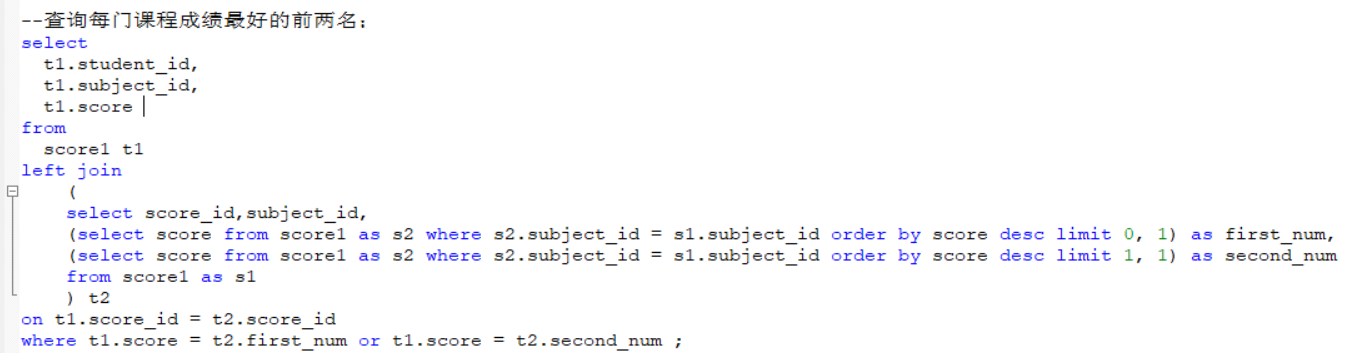 --查询每门课程成绩最好的前两名;
select
t1.student_id,
t1.subject_id,
t1.score
from
score1 t1
left join
(
select score_id,subject_id,
(select score from score1 as s2 where s2.subject_id = s1.subject_id order by score desc limit 0, 1) as first_num,
(select score from score1 as s2 where s2.subject_id = s1.subject_id order by score desc limit 1, 1) as second_num
from score1 as s1
) t2
on t1.score_id = t2.score_id
where t1.score = t2.first_num or t1.score = t2.second_num ;